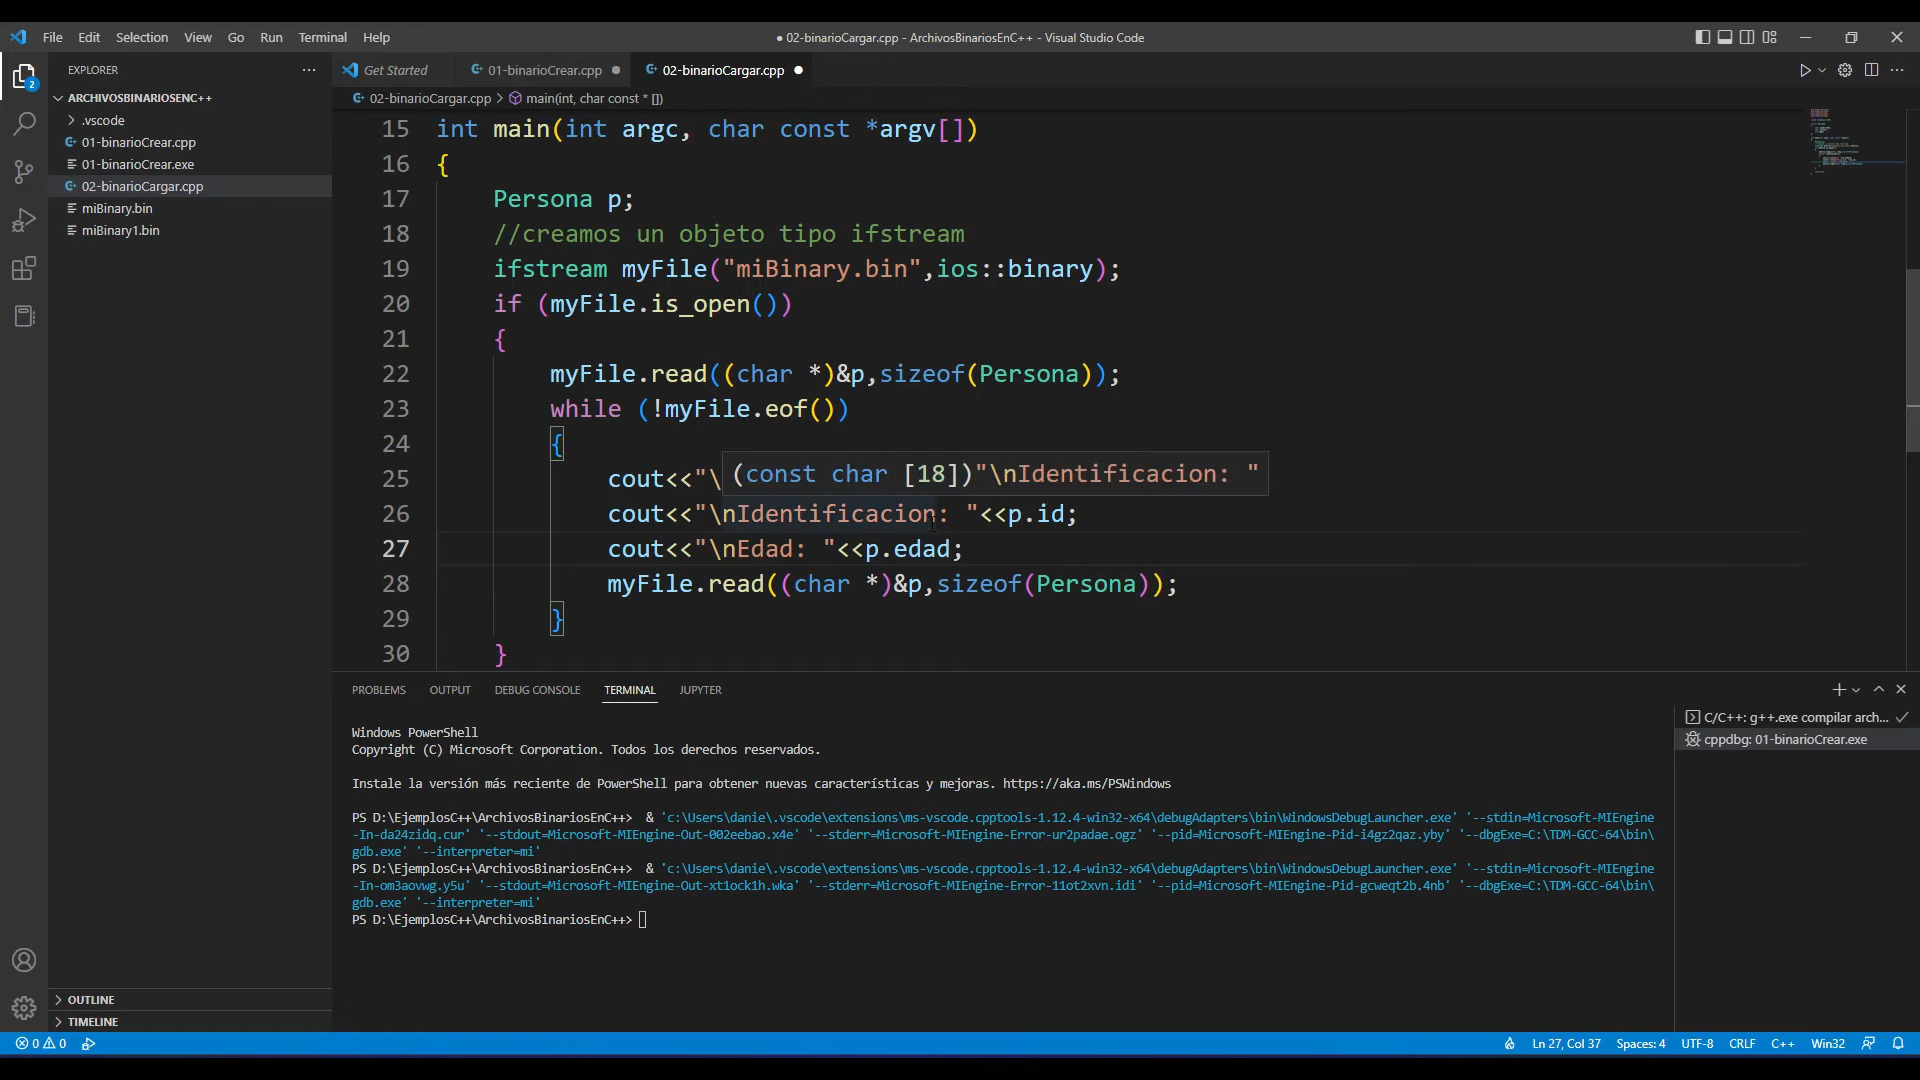 File Edit Selection View Go Run Terminal Help
● 02-binarioCargar.cpp - ArchivosBinariosEnC++ - Visual Studio Code
EXPLORER
Get Started
01-binarioCrear.cpp
02-binarioCargar.cpp
ARCHIVOSBINARIOSENC++
.vscode
01-binarioCrear.cpp
01-binarioCrear.exe
02-binarioCargar.cpp
miBinary.bin
miBinary1.bin
2
02-binarioCargar.cpp > main(int, char const * [])
15 int main(int argc, char const *argv[])
16 {
17 Persona p;
18 //creamos un objeto tipo ifstream
19 ifstream myFile("miBinary.bin",ios::binary);
20 if (myFile.is_open())
21 {
22 myFile.read((char *)&p,sizeof(Persona));
23 while (!myFile.eof())
24 {
(const char [18])"\nIdentificacion: "
25 cout<<"\
26 cout<<"\nIdentificacion: "<<p.id;
27 cout<<"\nEdad: "<<p.edad;
28 myFile.read((char *)&p,sizeof(Persona));
29 }
30 }
PROBLEMS OUTPUT DEBUG CONSOLE TERMINAL JUPYTER
Windows PowerShell
Copyright (C) Microsoft Corporation. Todos los derechos reservados.
Instale la versión más reciente de PowerShell para obtener nuevas características y mejoras. https://aka.ms/PSWindows
PS D:\EjemplosC++\ArchivosBinariosEnC++> & 'c:\Users\danie\.vscode\extensions\ms-vscode.cpptools-1.12.4-win32-x64\debugAdapters\bin\WindowsDebugLauncher.exe' '--stdin=Microsoft-MIEngine
-In-da24zidq.cur' '--stdout=Microsoft-MIEngine-Out-002eebao.x4e' '--stderr=Microsoft-MIEngine-Error-ur2padae.ogz' '--pid=Microsoft-MIEngine-Pid-i4gz2qaz.yby' '--dbgExe=C:\TDM-GCC-64\bin\
gdb.exe' '--interpreter=mi'
PS D:\EjemplosC++\ArchivosBinariosEnC++> & 'c:\Users\danie\.vscode\extensions\ms-vscode.cpptools-1.12.4-win32-x64\debugAdapters\bin\WindowsDebugLauncher.exe' '--stdin=Microsoft-MIEngine
-In-om3aovwg.y5u' '--stdout=Microsoft-MIEngine-Out-xt1ock1h.wka' '--stderr=Microsoft-MIEngine-Error-11ot2xvn.idi' '--pid=Microsoft-MIEngine-Pid-gcweqt2b.4nb' '--dbgExe=C:\TDM-GCC-64\bin\
gdb.exe' '--interpreter=mi'
PS D:\EjemplosC++\ArchivosBinariosEnC++>
C/C++: g++.exe compilar arch...
cppdbg: 01-binarioCrear.exe
OUTLINE
TIMELINE
0 0
Ln 27, Col 37 Spaces: 4 UTF-8 CRLF C++ Win32